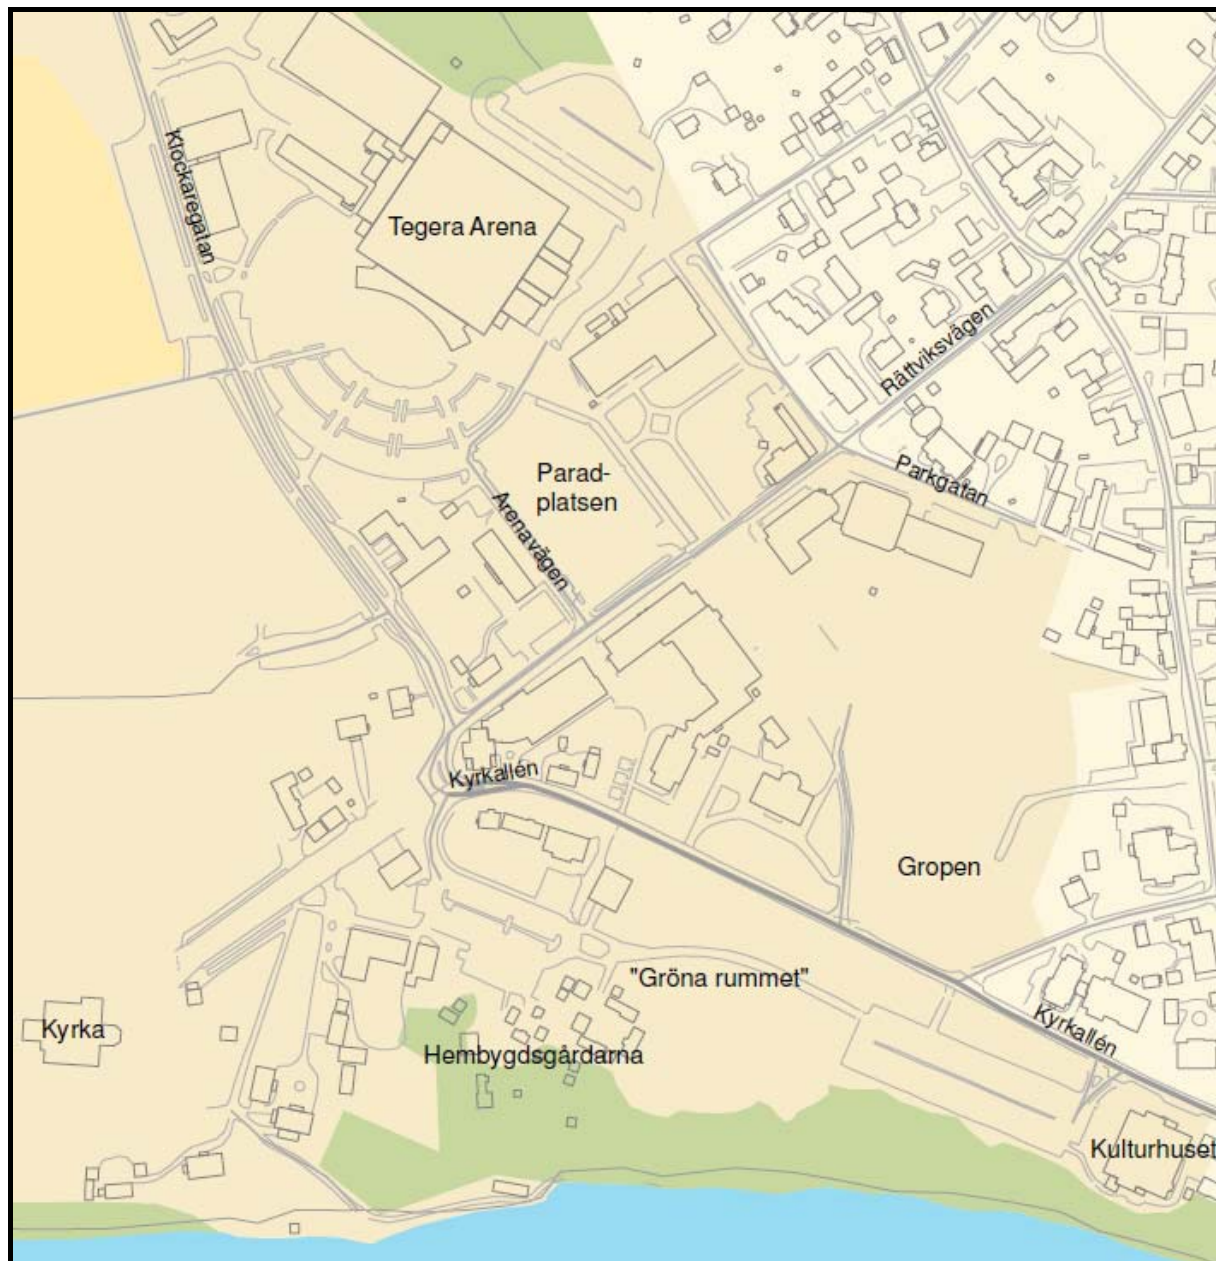 Klockaregatan
Tegera Arena
Rättviksvägen
Parad-
platsen
Parkgatan
Arenavägen
Kyrkallén
Gropen
"Gröna rummet"
Kyrka
Kyrkallén
Hembygdsgårdarna
Kulturhuset